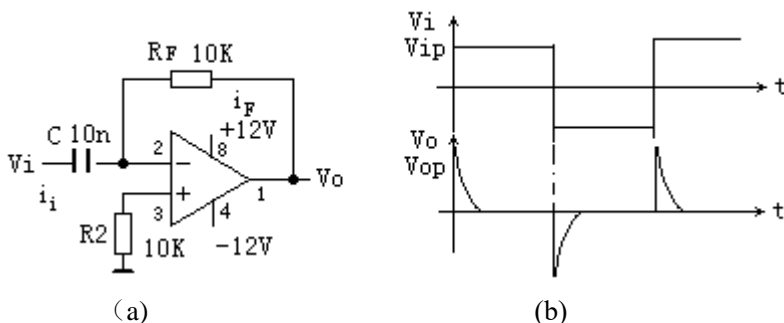 RF 10K
iF
C 10n
+12V
Vi
2
8
ii
3
4
1
Vo
R2
10K
-12V
（a)
Vi
Vip
t
Vo
Vop
t
(b)